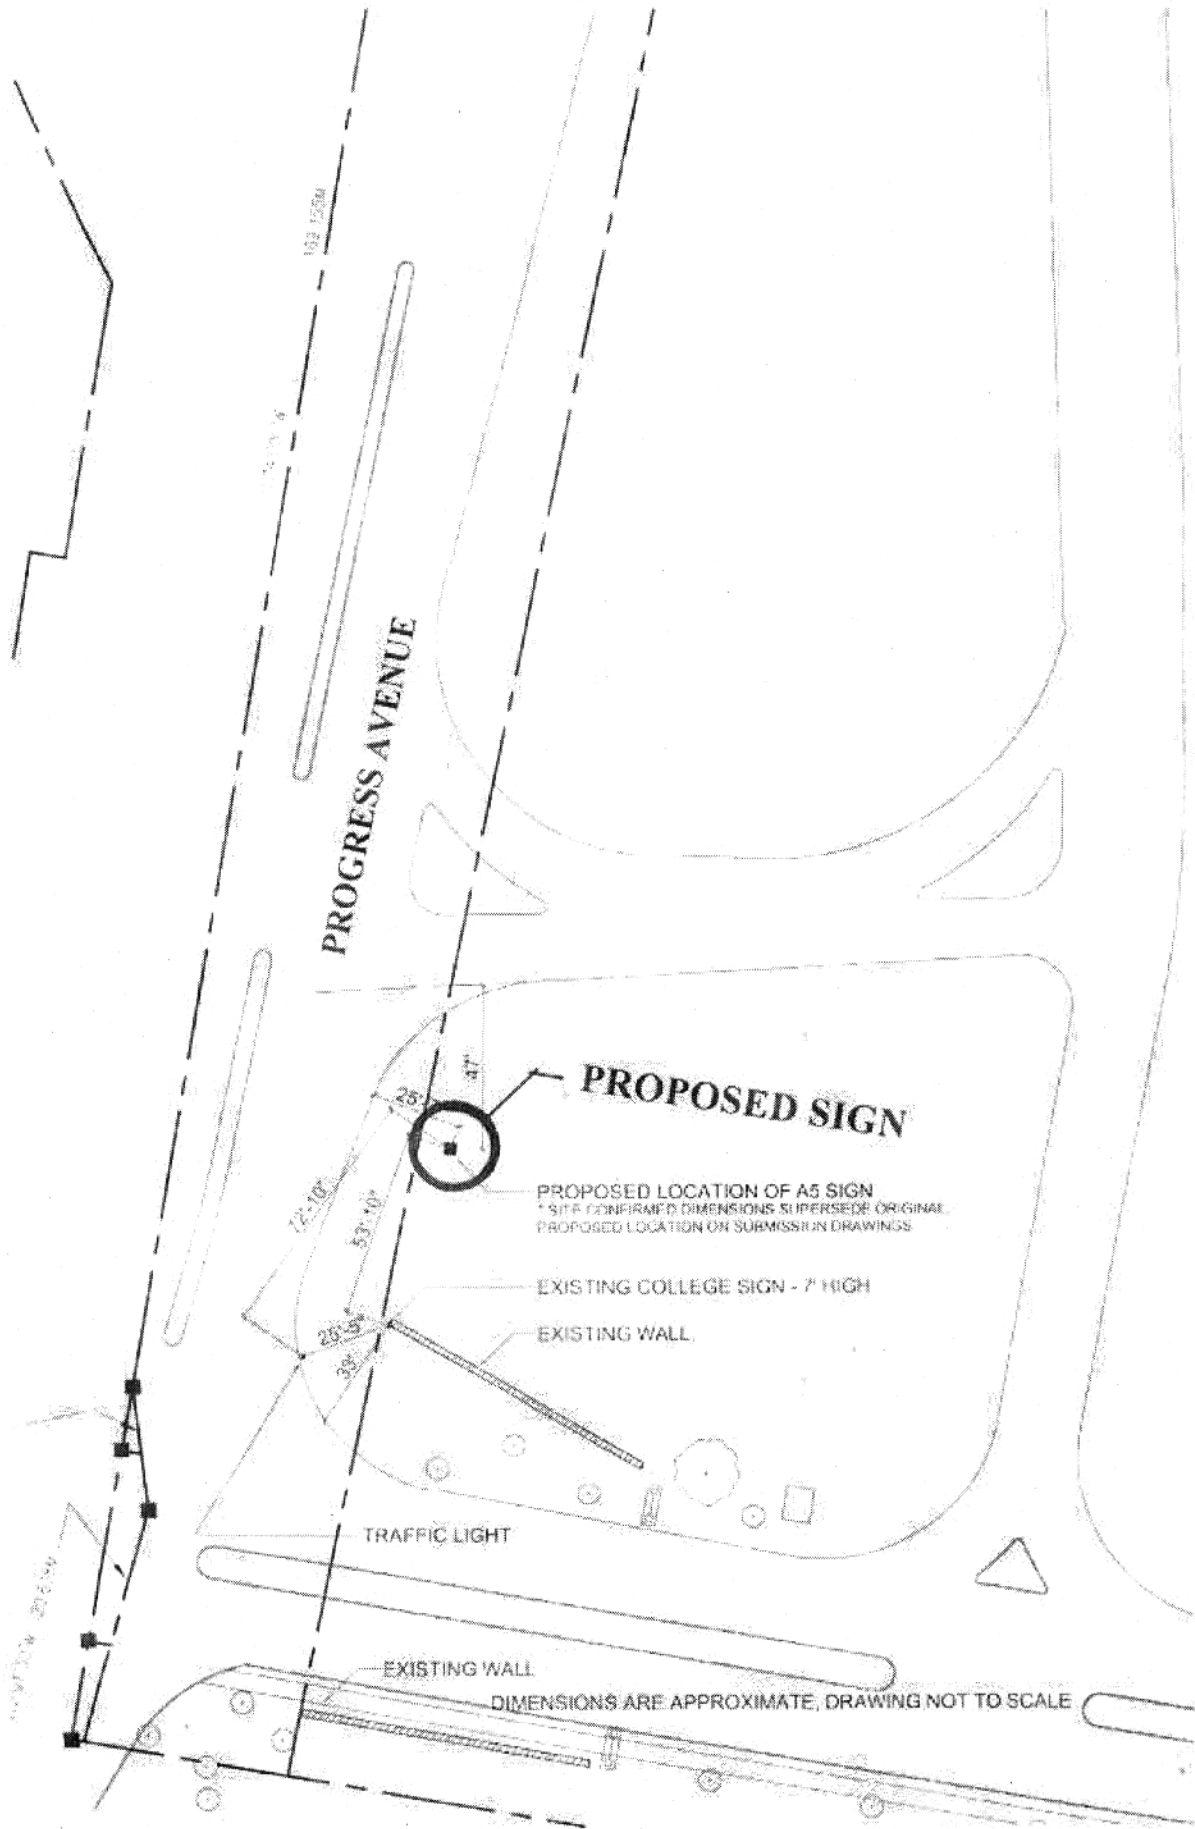 PROGRESS AVENUE
47'
25'
PROPOSED SIGN
PROPOSED LOCATION OF A5 SIGN
* SITE CONFIRMED DIMENSIONS SUPERSEDE ORIGINAL
PROPOSED LOCATION ON SUBMISSION DRAWINGS
72'-10"
53'-10"
EXISTING COLLEGE SIGN - 7' HIGH
25'-5"
EXISTING WALL
39'
TRAFFIC LIGHT
EXISTING WALL
DIMENSIONS ARE APPROXIMATE, DRAWING NOT TO SCALE